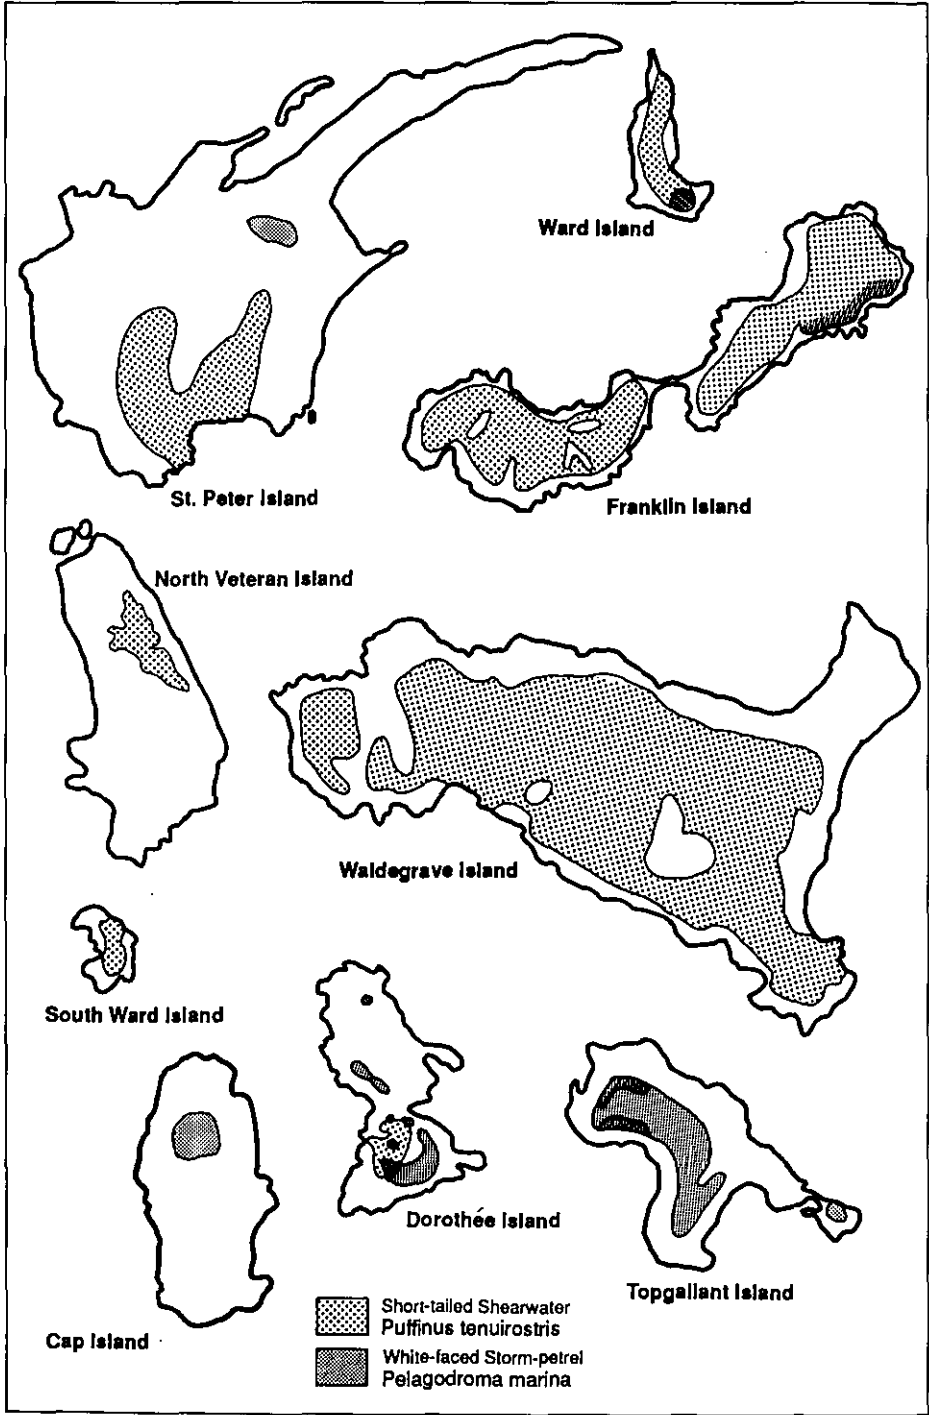 Ward Island
St. Peter Island
Franklin Island
North Veteran Island
Waldegrave Island
South Ward Island
Dorothée Island
Topgallant Island
Cap Island
Short-tailed Shearwater
Puffinus tenuirostris
White-faced Storm-petrel
Pelagodroma marina